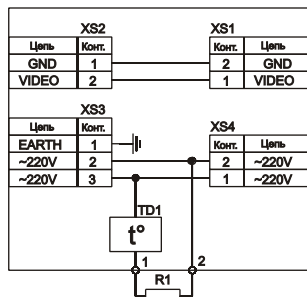 XS2 XS1
Цепь Конт. Конт. Цепь
GND 1 2 GND
VIDEO 2 1 VIDEO
XS3
Цепь Конт.
EARTH 1
~220V 2
~220V 3
XS4
Конт. Цепь
2 ~220V
1 ~220V
TD1
t°
1 2
R1